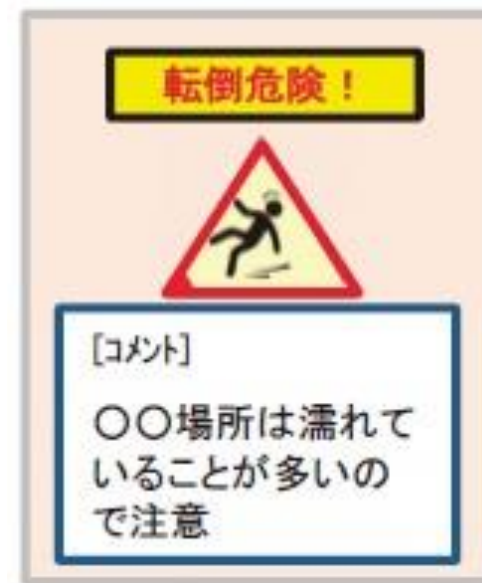 転倒危険！
[コメント]
〇〇場所は濡れて
いることが多いの
で注意